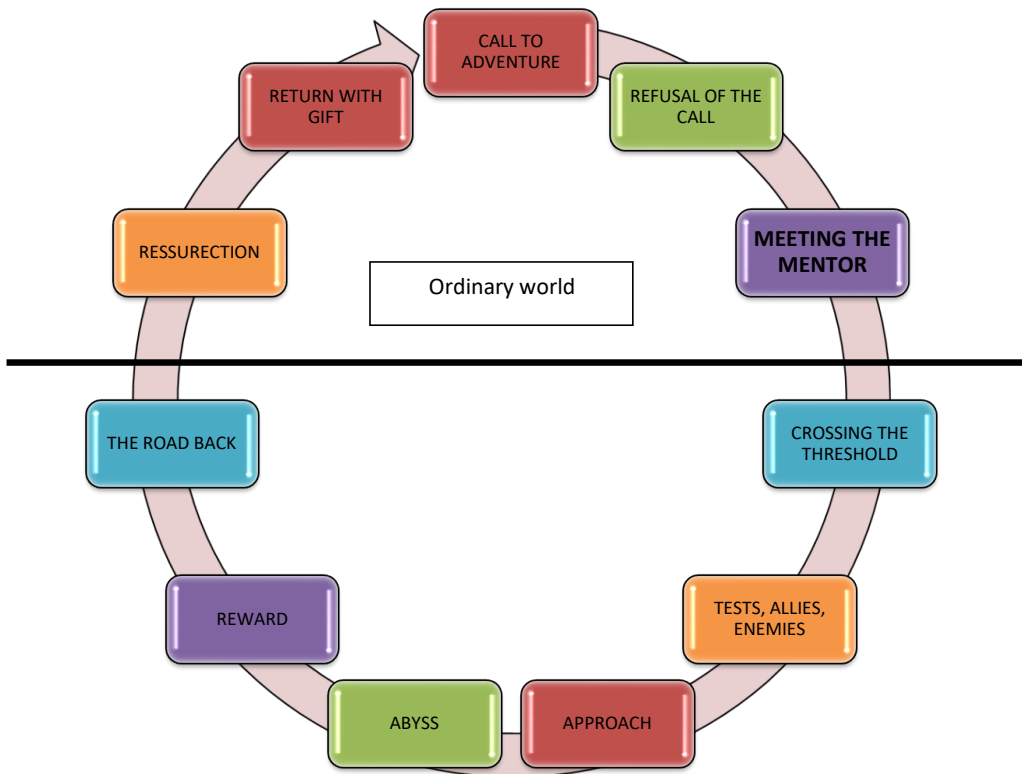 CALL TO
ADVENTURE
REFUSAL OF THE
CALL
MEETING THE
MENTOR
CROSSING THE
THRESHOLD
TESTS, ALLIES,
ENEMIES
APPROACH
ABYSS
REWARD
THE ROAD BACK
RESSURECTION
RETURN WITH
GIFT
Ordinary world